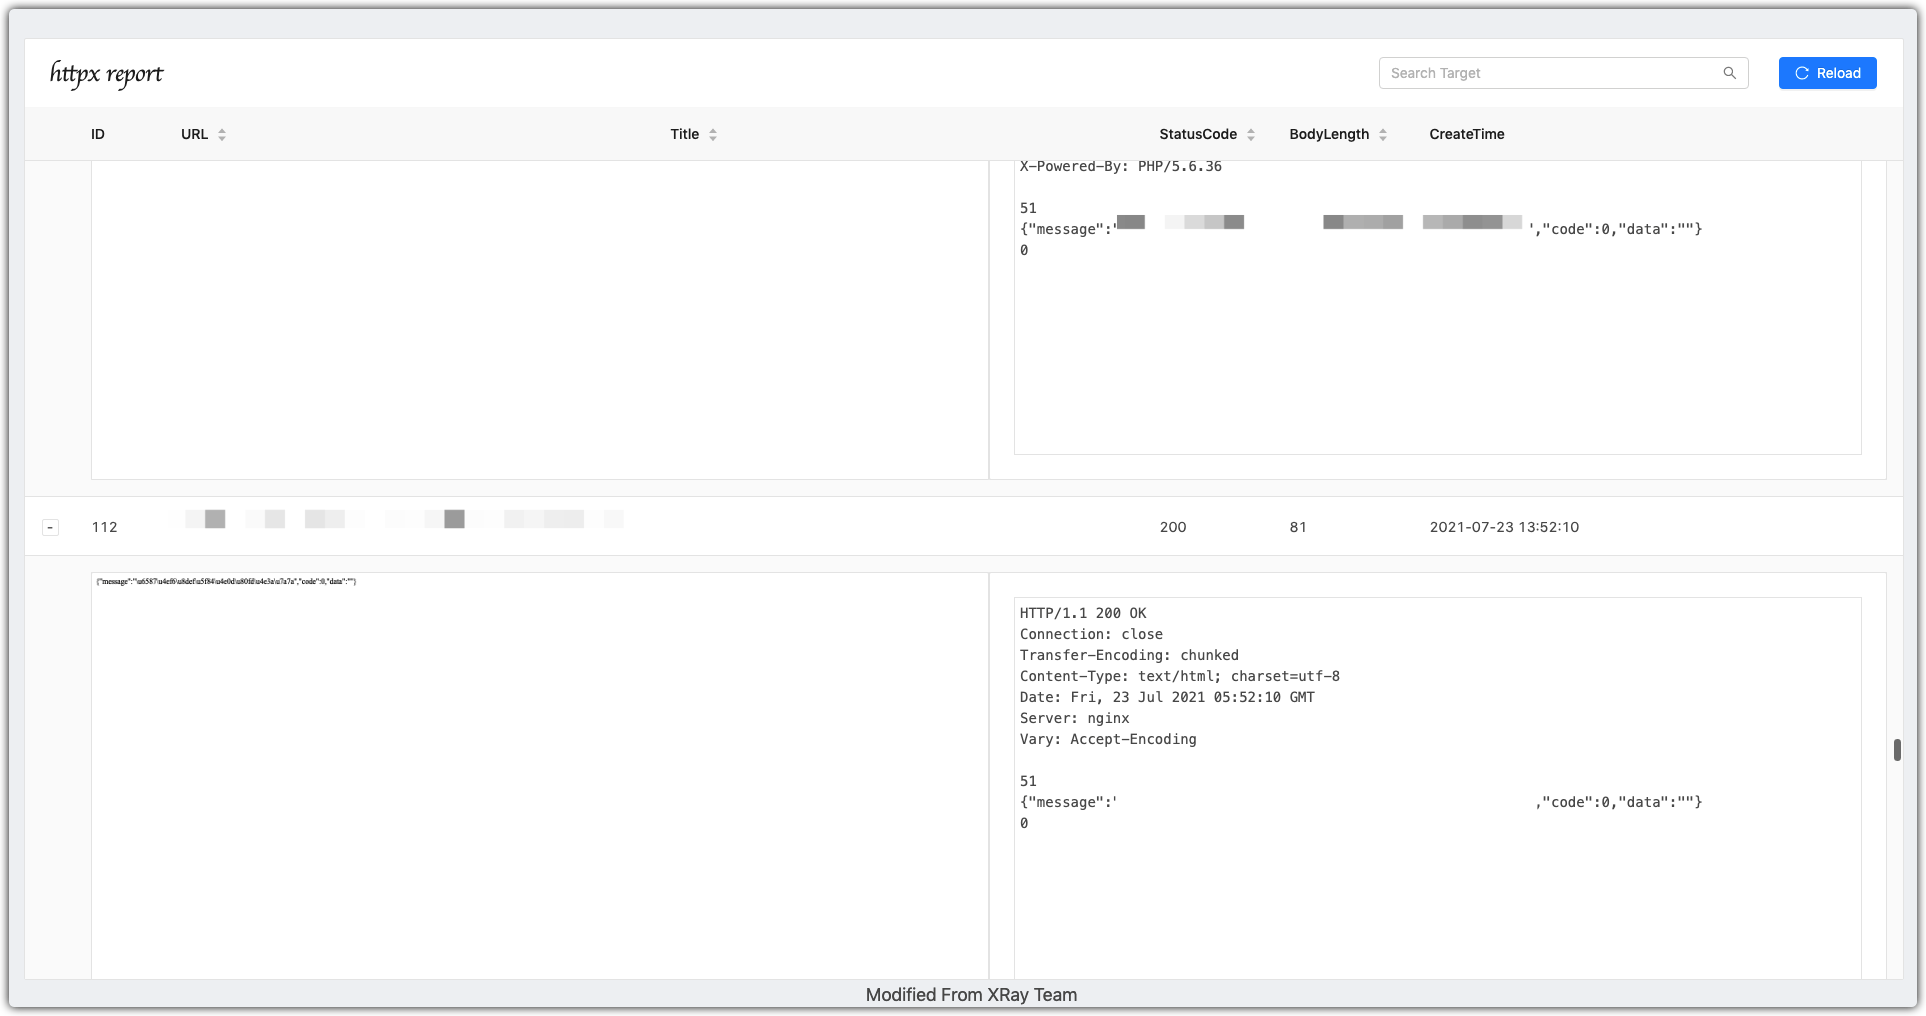 httpx report
Search Target
Reload
ID URL Title StatusCode BodyLength CreateTime
X-Powered-By: PHP/5.6.36
51
{"message":' ',"code":0,"data":""}
0
- 112 200 81 2021-07-23 13:52:10
{"message":"\u6587\u4ef6\u8def\u5f84\u4e0d\u80fd\u4e3a\u7a7a","code":0,"data":""}
HTTP/1.1 200 OK
Connection: close
Transfer-Encoding: chunked
Content-Type: text/html; charset=utf-8
Date: Fri, 23 Jul 2021 05:52:10 GMT
Server: nginx
Vary: Accept-Encoding
51
{"message":' ,"code":0,"data":""}
0
Modified From XRay Team